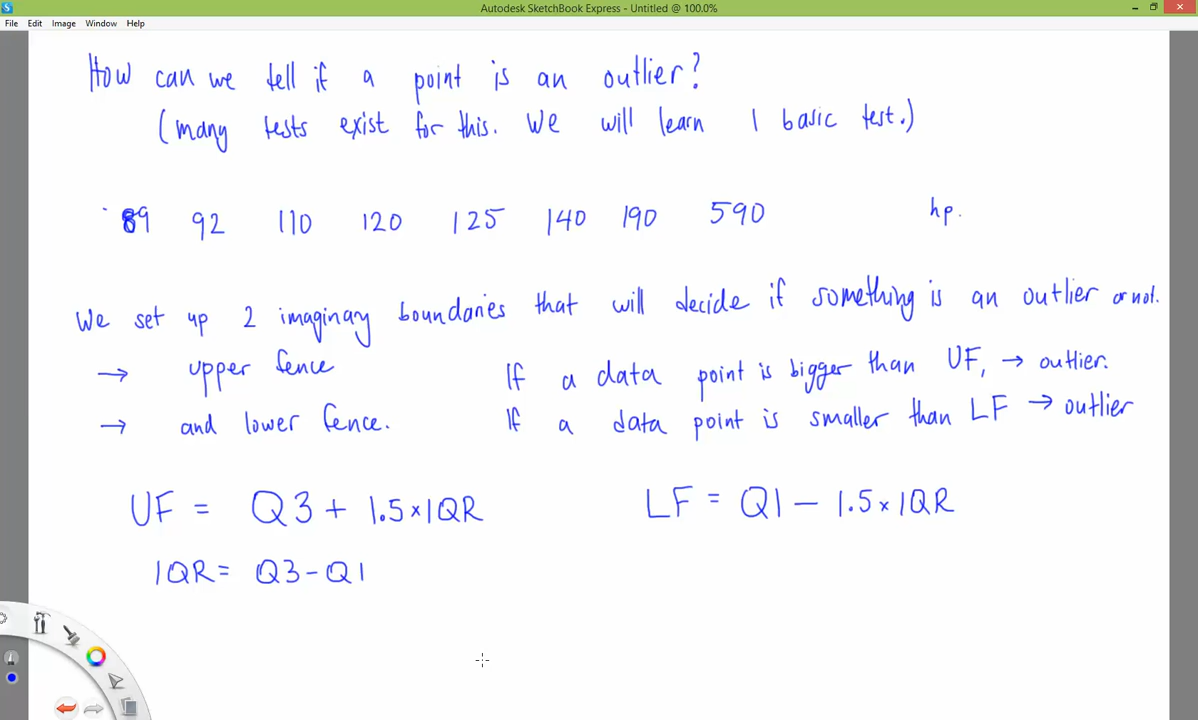 Autodesk SketchBook Express - Untitled @ 100.0%
File Edit Image Window Help
How can we tell if a point is an outlier?
(many tests exist for this. We will learn 1 basic test.)
89 92 110 120 125 140 190 590 hp.
We set up 2 imaginary boundaries that will decide if something is an outlier or not.
→ upper fence If a data point is bigger than UF, → outlier.
→ and lower fence. If a data point is smaller than LF → outlier
UF = Q3 + 1.5×IQR LF = Q1 − 1.5×IQR
IQR = Q3-Q1